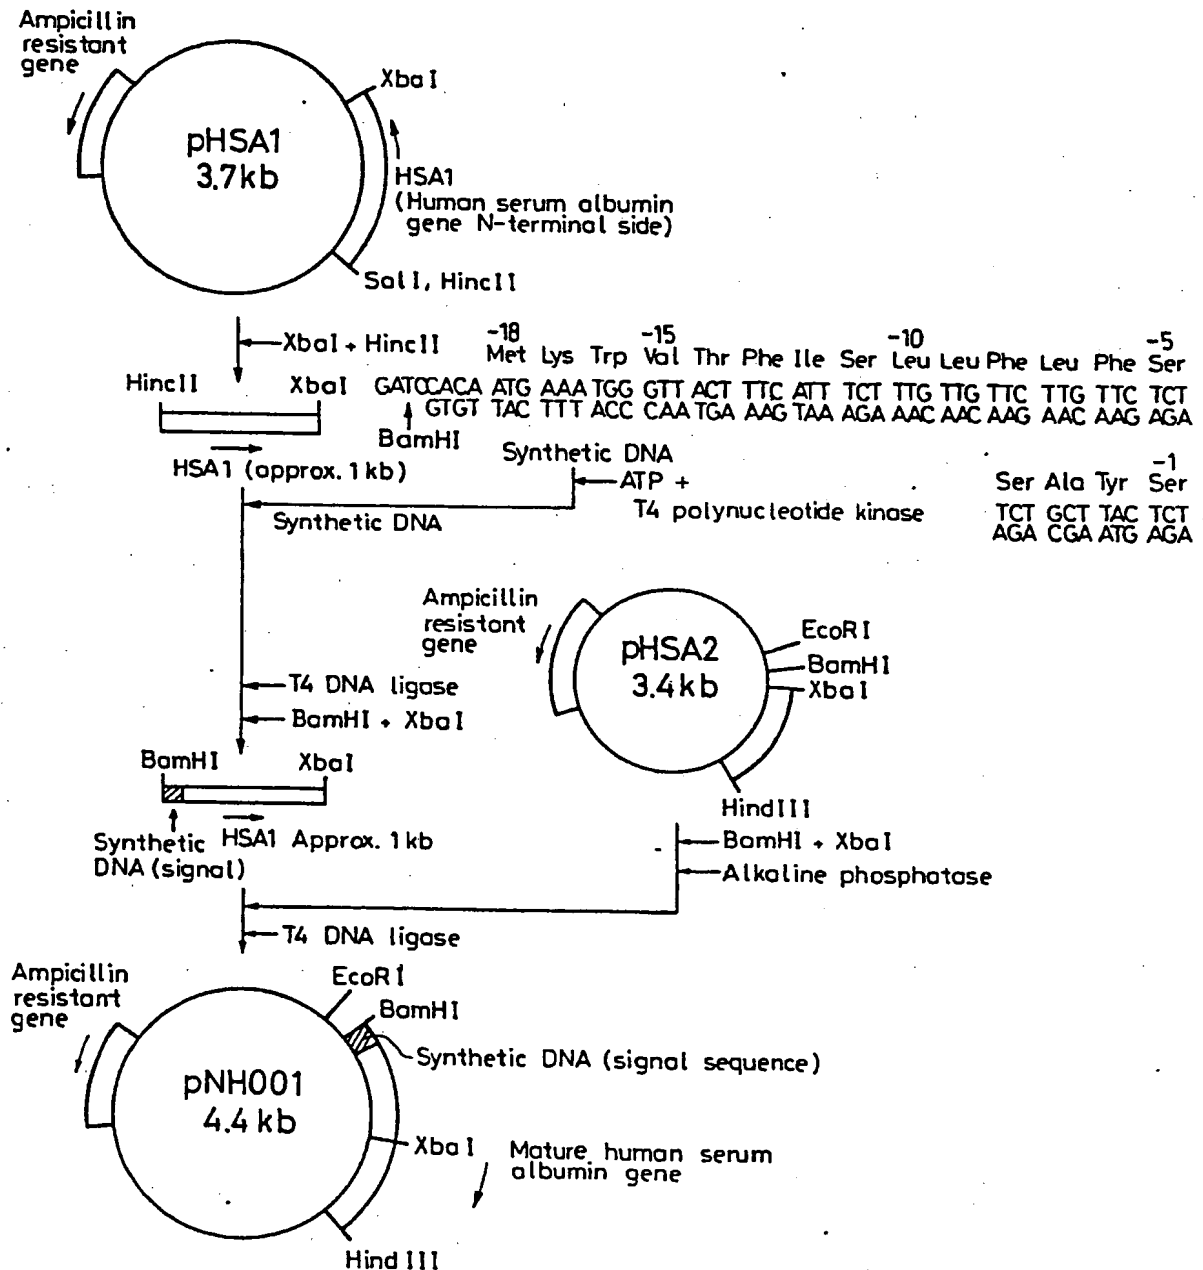 Ampicillin
resistant
gene
XbaI
pHSA1
3.7kb
HSA1
(Human serum albumin
gene N-terminal side)
SalI, HincII
XbaI + HincII
-18 -15 -10 -5
Met Lys Trp Val Thr Phe Ile Ser Leu Leu Phe Leu Phe Ser
HincII XbaI
GATCCACA ATG AAA TGG GTT ACT TTC ATT TCT TTG TTG TTC TTG TTC TCT
GTGT TAC TTT ACC CAA TGA AAG TAA AGA AAC AAC AAG AAC AAG AGA
BamHI
HSA1 (approx. 1kb)
Synthetic DNA
ATP +
T4 polynucleotide kinase
Synthetic DNA
-1
Ser Ala Tyr Ser
TCT GCT TAC TCT
AGA CGA ATG AGA
Ampicillin
resistant
gene
pHSA2
3.4kb
EcoRI
BamHI
XbaI
HindIII
T4 DNA ligase
BamHI + XbaI
BamHI XbaI
Synthetic
DNA (signal)
HSA1 Approx. 1kb
BamHI + XbaI
Alkaline phosphatase
T4 DNA ligase
Ampicillin
resistant
gene
EcoRI
BamHI
Synthetic DNA (signal sequence)
pNH001
4.4 kb
XbaI
Mature human serum
albumin gene
Hind III